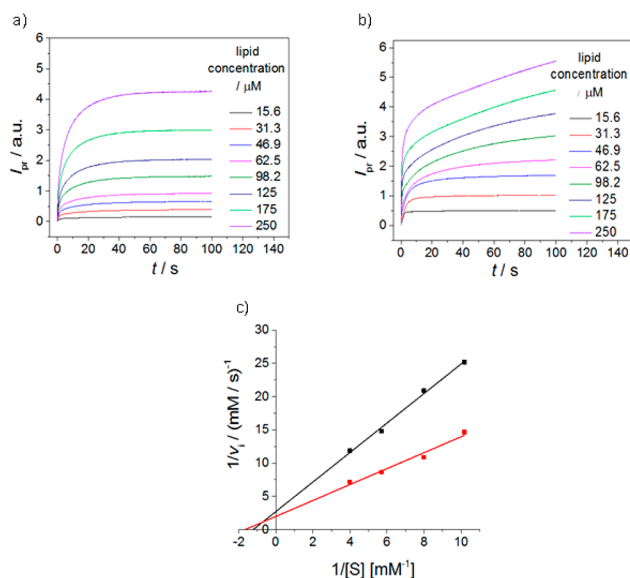 a)
I_pr / a.u.
6
5
4
3
2
1
0
0 20 40 60 80 100 120 140
t / s
lipid
concentration
/ μM
15.6
31.3
46.9
62.5
98.2
125
175
250
b)
I_pr / a.u.
6
5
4
3
2
1
0
0 20 40 60 80 100 120 140
t / s
lipid
concentration
/ μM
15.6
31.3
46.9
62.5
98.2
125
175
250
c)
1/v_i / (mM / s)⁻¹
30
25
20
15
10
5
0
-2 0 2 4 6 8 10
1/[S] [mM⁻¹]